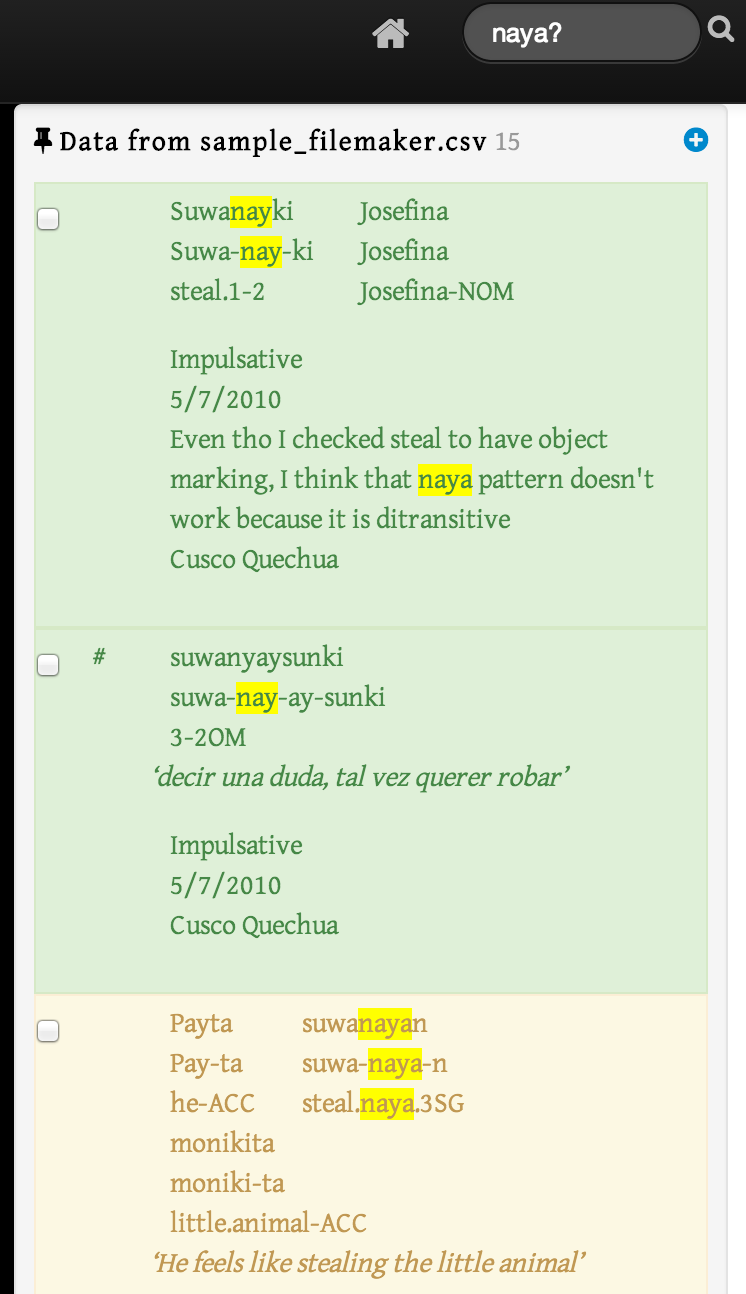 naya?
Data from sample_filemaker.csv 15
Suwanayki Josefina
Suwa-nay-ki Josefina
steal.1-2 Josefina-NOM
Impulsative
5/7/2010
Even tho I checked steal to have object
marking, I think that naya pattern doesn't
work because it is ditransitive
Cusco Quechua
# suwanyaysunki
suwa-nay-ay-sunki
3-2OM
‘decir una duda, tal vez querer robar’
Impulsative
5/7/2010
Cusco Quechua
Payta suwanayan
Pay-ta suwa-naya-n
he-ACC steal.naya.3SG
monikita
moniki-ta
little.animal-ACC
‘He feels like stealing the little animal’